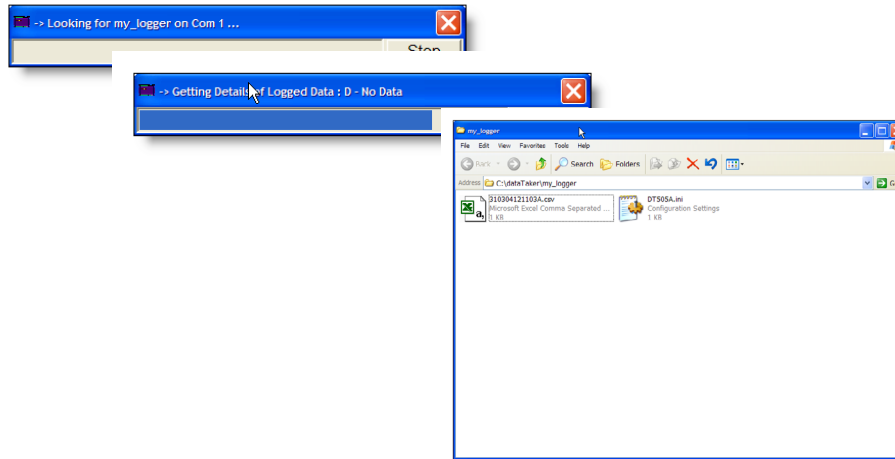 -> Looking for my_logger on Com 1 ...
Stop
-> Getting Details of Logged Data : D - No Data
my_logger
File Edit View Favorites Tools Help
Back Search Folders
Address C:\dataTaker\my_logger
310304121103A.csv
Microsoft Excel Comma Separated ...
1 KB
DT505A.ini
Configuration Settings
1 KB